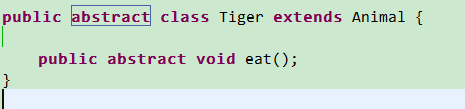 public abstract class Tiger extends Animal {
public abstract void eat();
}